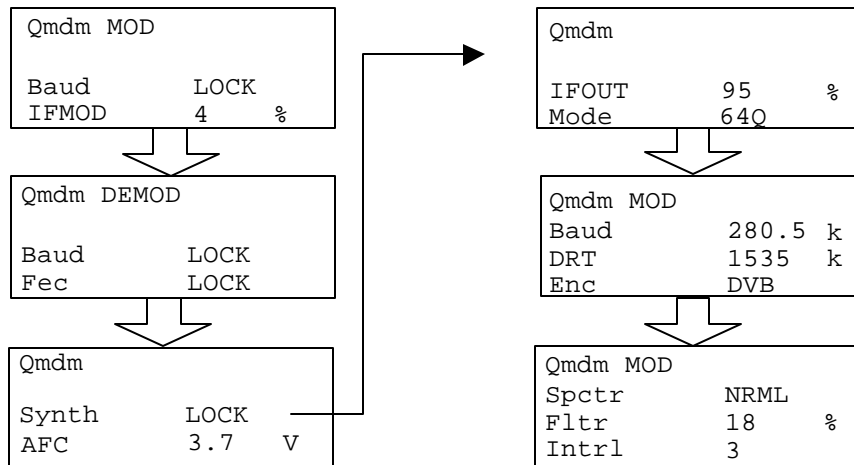 Qmdm MOD
Baud LOCK
IFMOD 4 %
Qmdm DEMOD
Baud LOCK
Fec LOCK
Qmdm
Synth LOCK
AFC 3.7 V
Qmdm
IFOUT 95 %
Mode 64Q
Qmdm MOD
Baud 280.5 k
DRT 1535 k
Enc DVB
Qmdm MOD
Spctr NRML
Fltr 18 %
Intrl 3